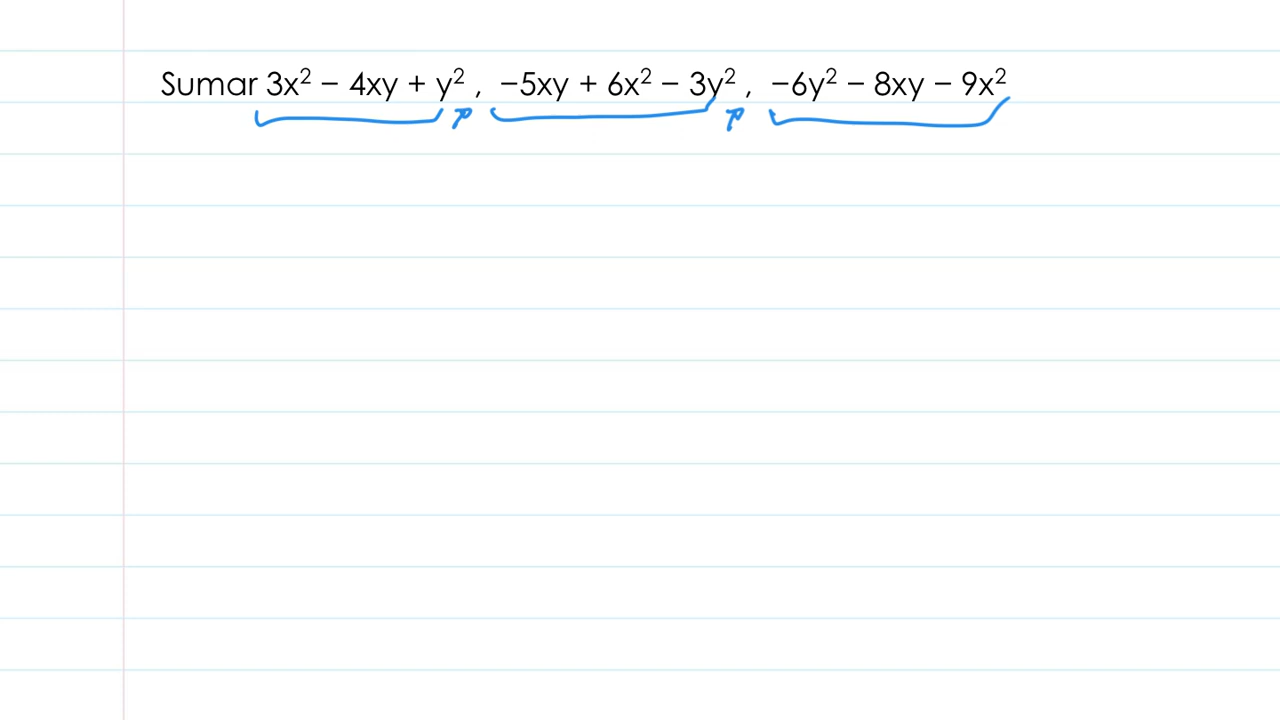 Sumar 3x² − 4xy + y² , −5xy + 6x² − 3y² , −6y² − 8xy − 9x²